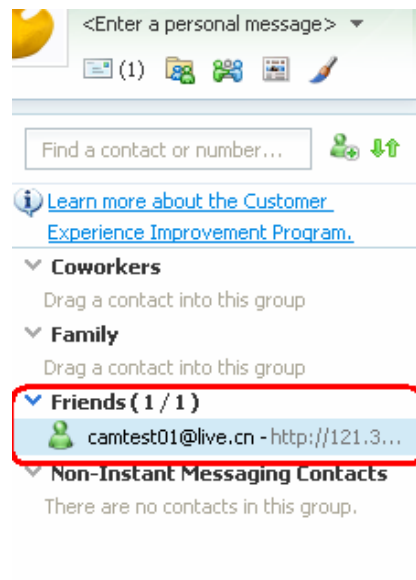 <Enter a personal message>
(1)
Find a contact or number...
Learn more about the Customer
Experience Improvement Program.
Coworkers
Drag a contact into this group
Family
Drag a contact into this group
Friends ( 1 / 1 )
camtest01@live.cn - http://121.3...
Non-Instant Messaging Contacts
There are no contacts in this group.